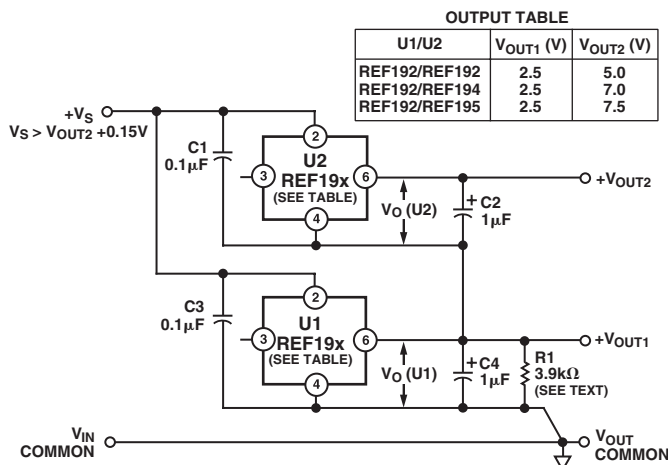 OUTPUT TABLE
U1/U2 VOUT1 (V) VOUT2 (V)
REF192/REF192 2.5 5.0
REF192/REF194 2.5 7.0
REF192/REF195 2.5 7.5
+VS
VS > VOUT2 +0.15V
C1
0.1µF
2
U2
3
REF19x
6
(SEE TABLE)
4
VO (U2)
+
C2
1µF
+VOUT2
C3
0.1µF
2
U1
3
REF19x
6
(SEE TABLE)
4
VO (U1)
+
C4
1µF
R1
3.9kΩ
(SEE TEXT)
+VOUT1
VIN
COMMON
VOUT
COMMON